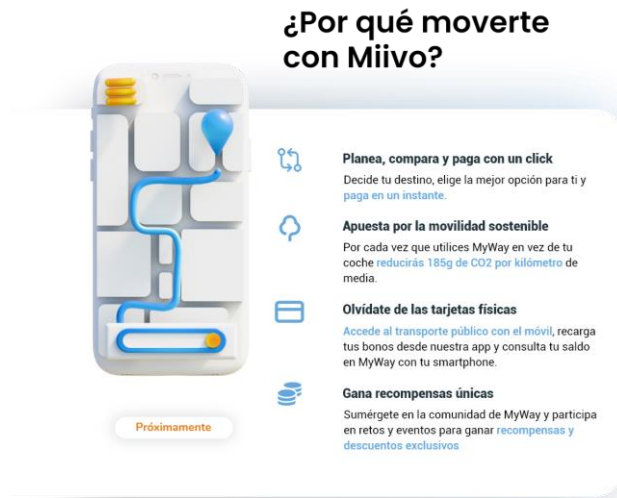 ¿Por qué moverte
con Miivo?
Planea, compara y paga con un click
Decide tu destino, elige la mejor opción para ti y
paga en un instante.
Apuesta por la movilidad sostenible
Por cada vez que utilices MyWay en vez de tu
coche reducirás 185g de CO2 por kilómetro de
media.
Olvídate de las tarjetas físicas
Accede al transporte público con el móvil, recarga
tus bonos desde nuestra app y consulta tu saldo
en MyWay con tu smartphone.
Gana recompensas únicas
Sumérgete en la comunidad de MyWay y participa
en retos y eventos para ganar recompensas y
descuentos exclusivos
Próximamente